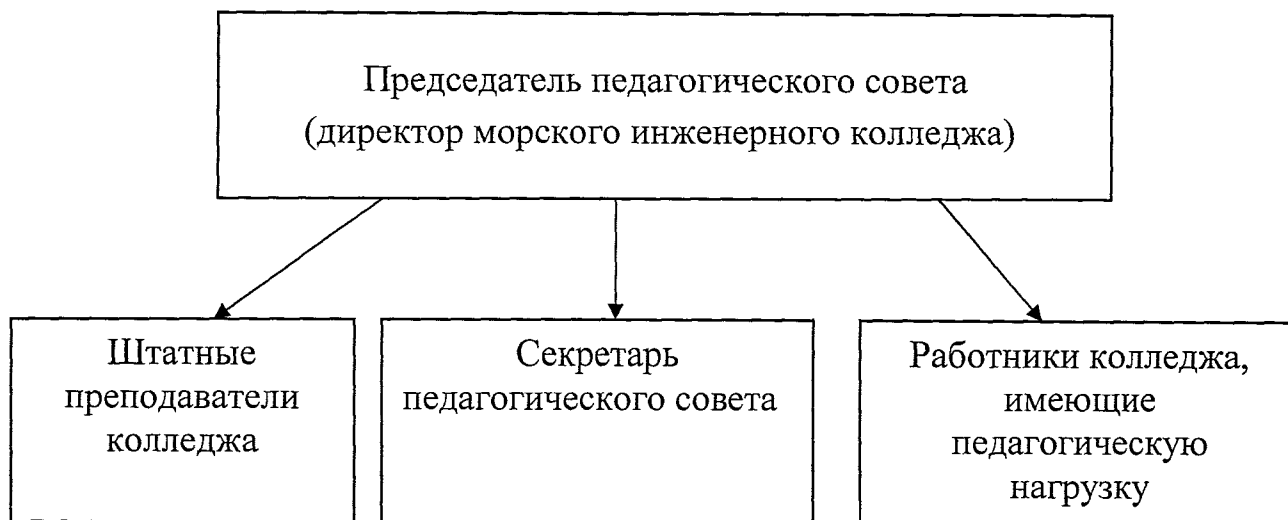 Председатель педагогического совета
(директор морского инженерного колледжа)
Штатные
преподаватели
колледжа
Секретарь
педагогического совета
Работники колледжа,
имеющие
педагогическую
нагрузку